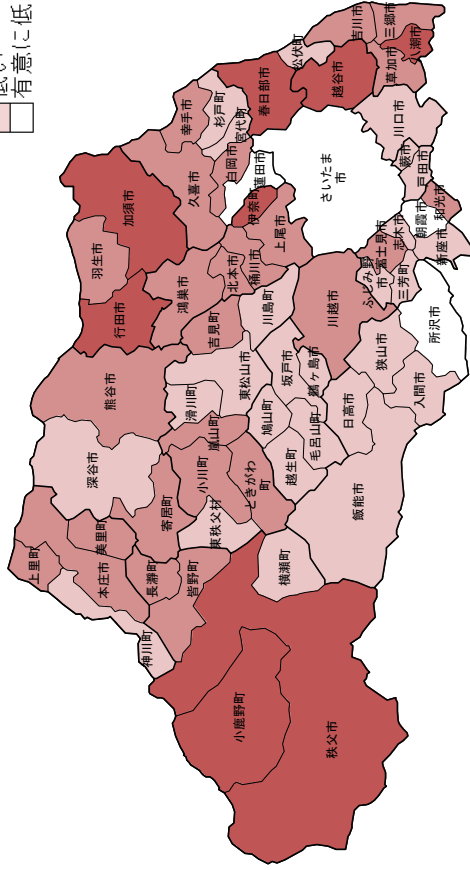 低い
有意に低
上里町
本庄市
美里町
神川町
深谷市
熊谷市
寄居町
長瀞町
皆野町
小鹿野町
秩父市
横瀬町
東秩父村
小川町
嵐山町
ときがわ
町
滑川町
東松山市
吉見町
鳩山町
越生町
毛呂山町
坂戸市
鶴ヶ島市
日高市
飯能市
川島町
川越市
狭山市
入間市
所沢市
行田市
羽生市
加須市
鴻巣市
北本市
桶川市
上尾市
伊奈町
久喜市
幸手市
杉戸町
宮代町
白岡市
蓮田市
春日部市
松伏町
越谷市
吉川市
三郷市
八潮市
草加市
川口市
蕨市
戸田市
さいたま
市
ふじみ野
市
富士見市
三芳町
志木市
朝霞市
新座市
和光市